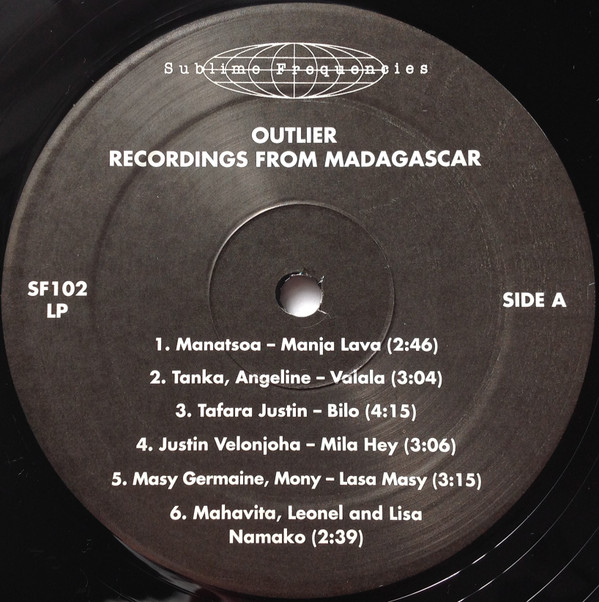 Sublime Frequencies
OUTLIER
RECORDINGS FROM MADAGASCAR
SF102
LP
SIDE A
1. Manatsoa – Manja Lava (2:46)
2. Tanka, Angeline – Valala (3:04)
3. Tafara Justin – Bilo (4:15)
4. Justin Velonjoha – Mila Hey (3:06)
5. Masy Germaine, Mony – Lasa Masy (3:15)
6. Mahavita, Leonel and Lisa
Namako (2:39)